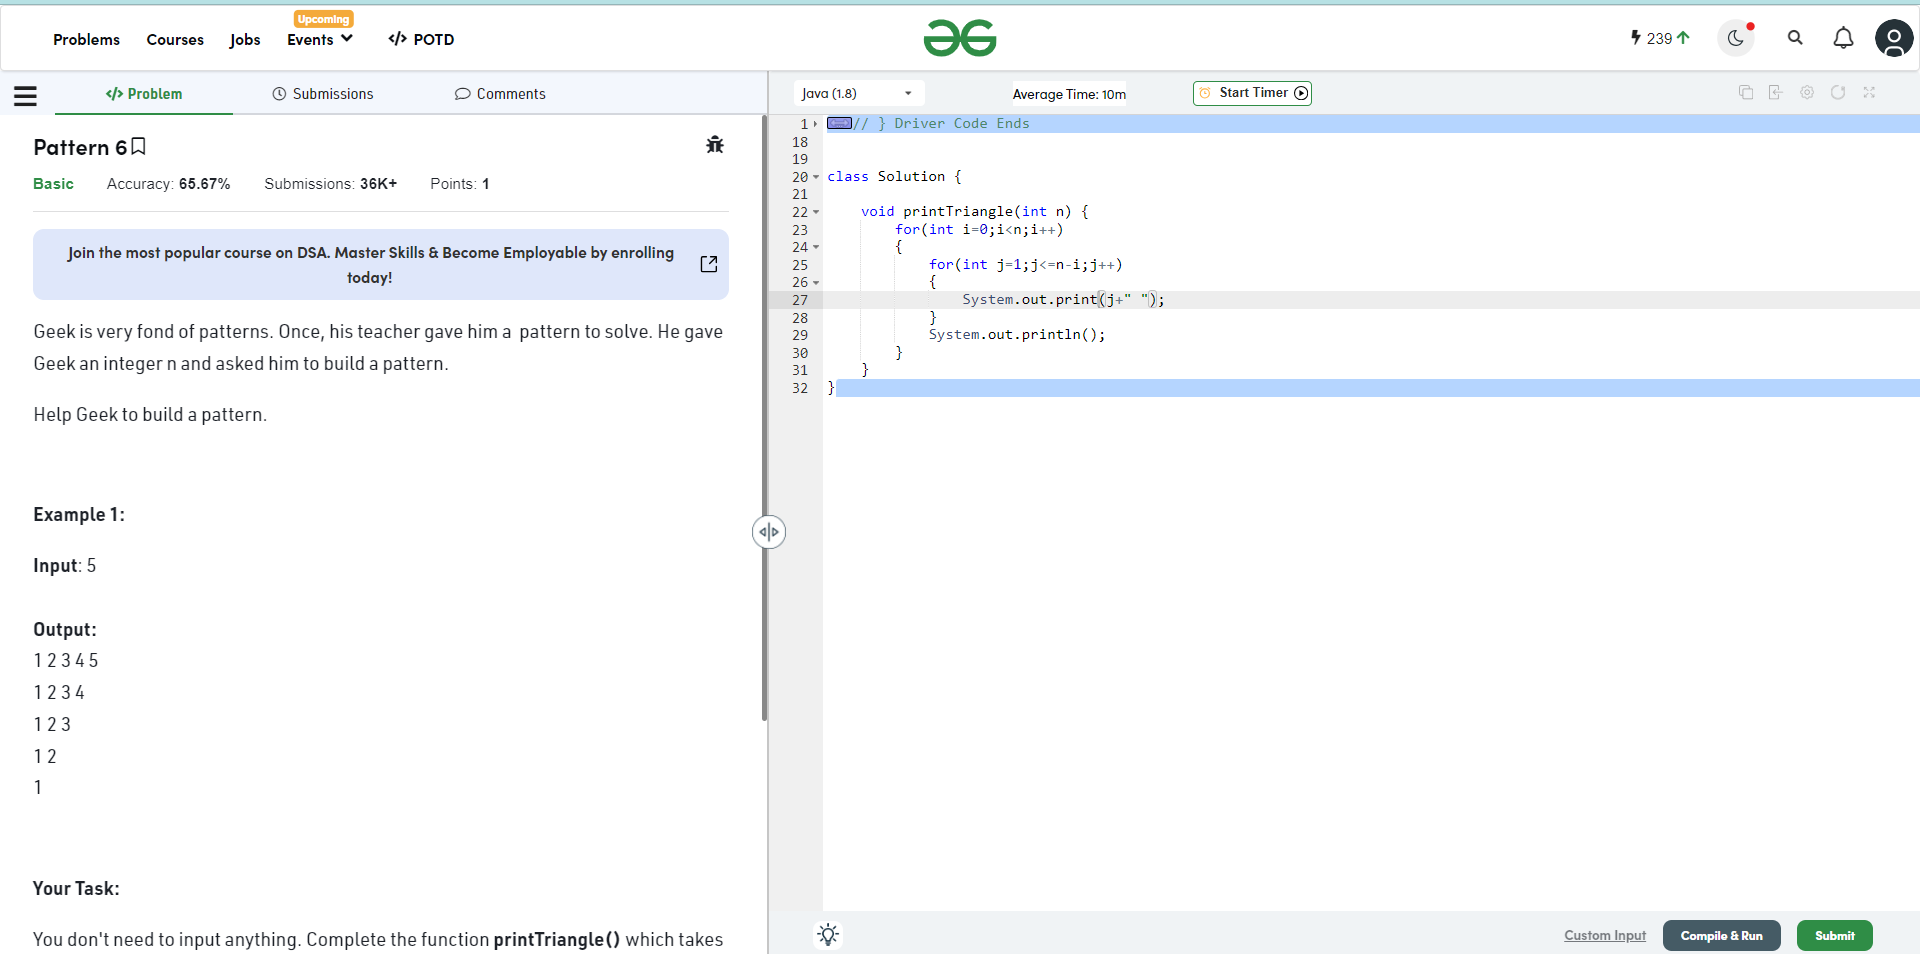 Problems Courses Jobs Upcoming Events </> POTD
239
</> Problem Submissions Comments
Pattern 6
Basic Accuracy: 65.67% Submissions: 36K+ Points: 1
Join the most popular course on DSA. Master Skills & Become Employable by enrolling
today!
Geek is very fond of patterns. Once, his teacher gave him a pattern to solve. He gave
Geek an integer n and asked him to build a pattern.
Help Geek to build a pattern.
Example 1:
Input: 5
Output:
1 2 3 4 5
1 2 3 4
1 2 3
1 2
1
Your Task:
You don't need to input anything. Complete the function printTriangle() which takes
Java (1.8) Average Time: 10m Start Timer
1 // } Driver Code Ends
18
19
20 class Solution {
21
22 void printTriangle(int n) {
23 for(int i=0;i<n;i++)
24 {
25 for(int j=1;j<=n-i;j++)
26 {
27 System.out.print(j+" ");
28 }
29 System.out.println();
30 }
31 }
32 }
Custom Input Compile & Run Submit